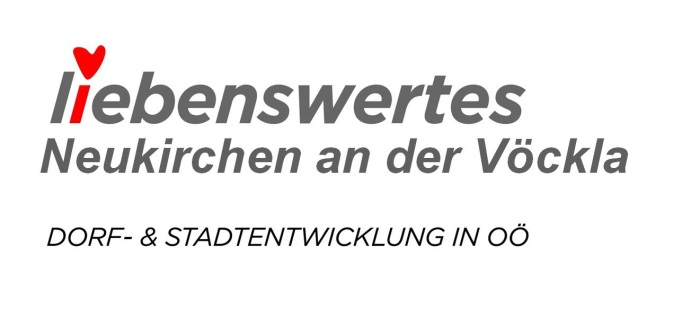 liebenswertes
Neukirchen an der Vöckla
DORF- & STADTENTWICKLUNG IN OÖ